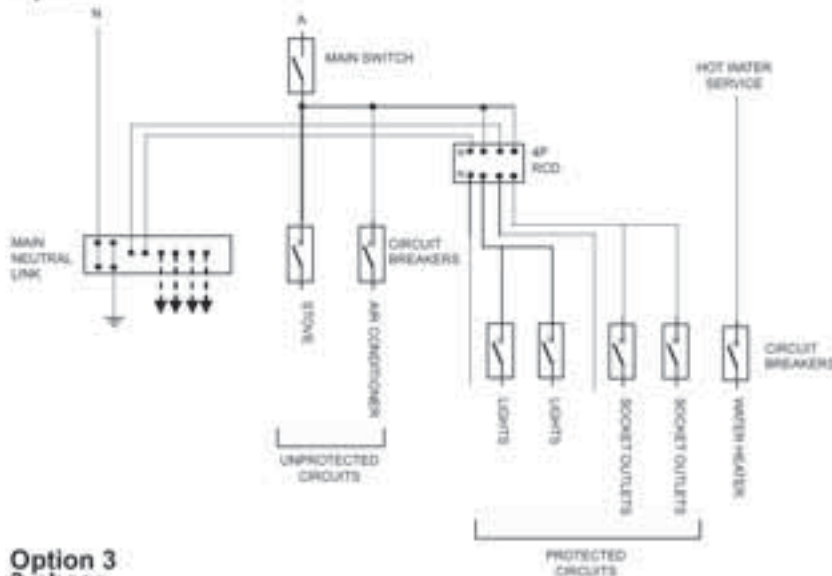 N
A
MAIN SWITCH
HOT WATER
SERVICE
4P
RCD
N
N
MAIN
NEUTRAL
LINK
CIRCUIT
BREAKERS
STOVE
AIR CONDITIONER
UNPROTECTED
CIRCUITS
LIGHTS
LIGHTS
SOCKET OUTLETS
SOCKET OUTLETS
WATER HEATER
CIRCUIT
BREAKERS
PROTECTED
CIRCUITS
Option 3